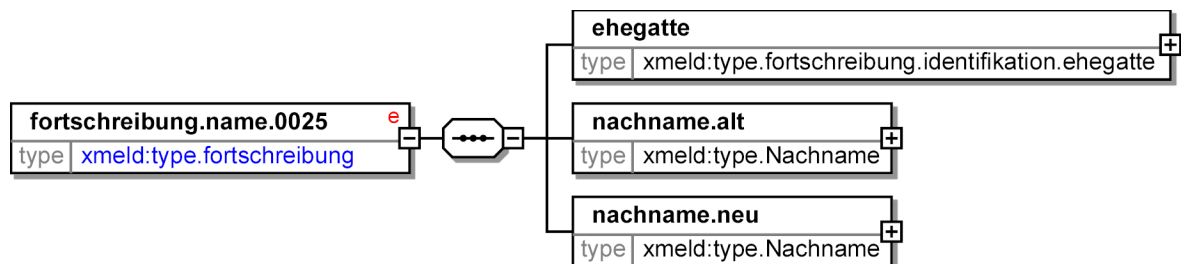 ehegatte
type xmeld:type.fortschreibung.identifikation.ehegatte
fortschreibung.name.0025 e
type xmeld:type.fortschreibung
nachname.alt
type xmeld:type.Nachname
nachname.neu
type xmeld:type.Nachname